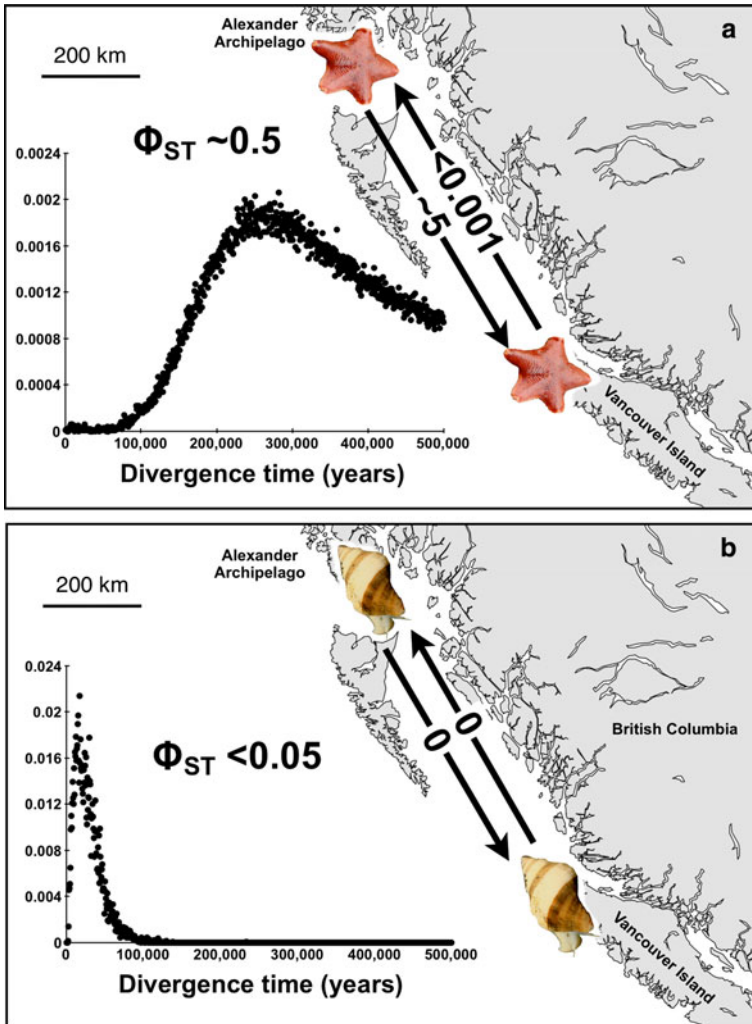 Alexander
Archipelago
a
200 km
Φ_ST ~0.5
<0.001
~5
0.0024
0.002
0.0016
0.0012
0.0008
0.0004
0
0 100,000 200,000 300,000 400,000 500,000
Divergence time (years)
Vancouver Island
Alexander
Archipelago
b
200 km
Φ_ST <0.05
0
0
British Columbia
0.024
0.02
0.016
0.012
0.008
0.004
0
0 100,000 200,000 300,000 400,000 500,000
Divergence time (years)
Vancouver Island